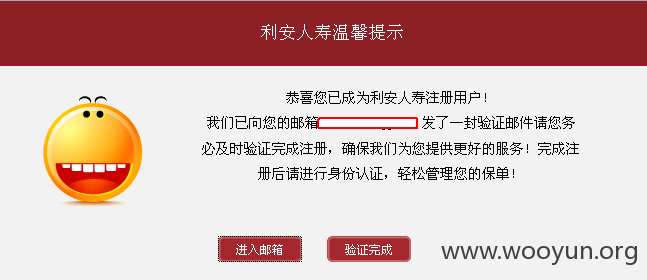 利安人寿温馨提示
恭喜您已成为利安人寿注册用户！
我们已向您的邮箱 发了一封验证邮件请您务
必及时验证完成注册，确保我们为您提供更好的服务！完成注
册后请进行身份认证，轻松管理您的保单！
进入邮箱 验证完成
www.wooyun.org